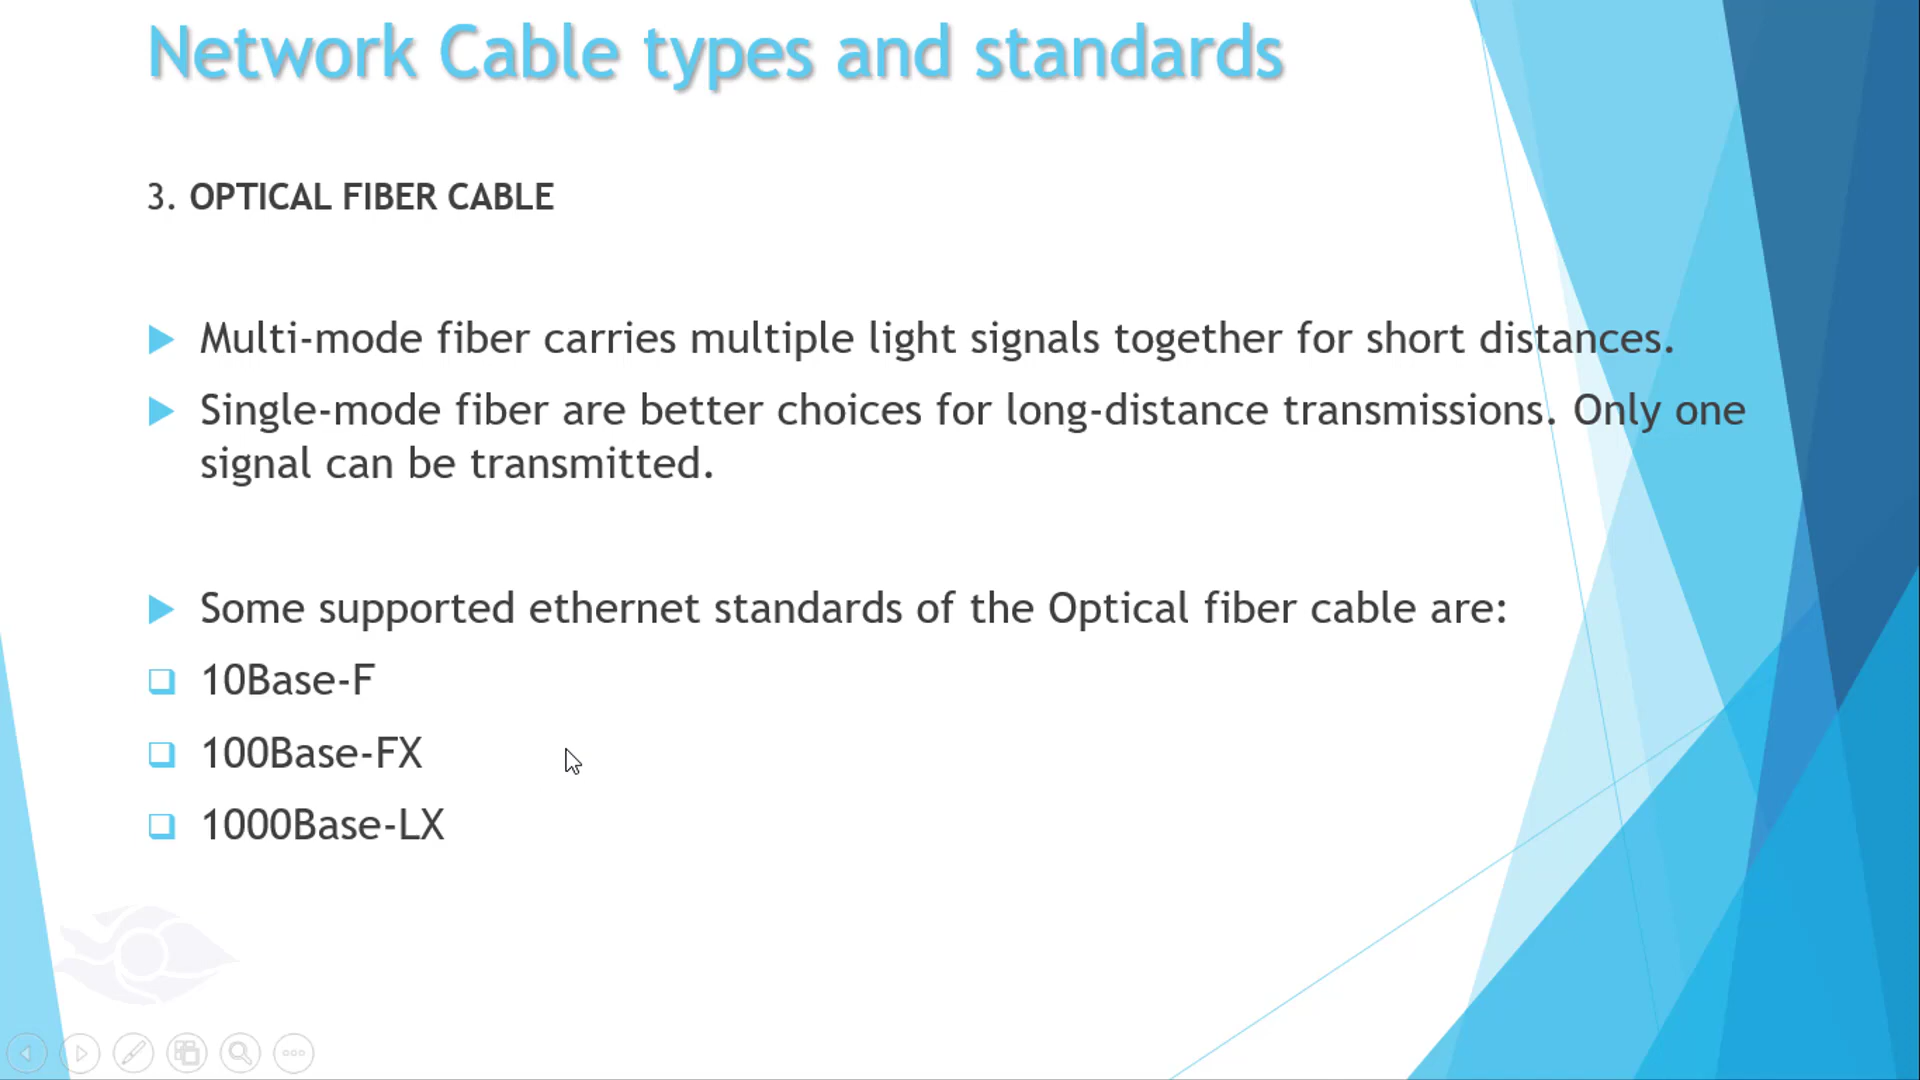 Network Cable types and standards
3. OPTICAL FIBER CABLE
Multi-mode fiber carries multiple light signals together for short distances.
Single-mode fiber are better choices for long-distance transmissions. Only one
signal can be transmitted.
Some supported ethernet standards of the Optical fiber cable are:
10Base-F
100Base-FX
1000Base-LX